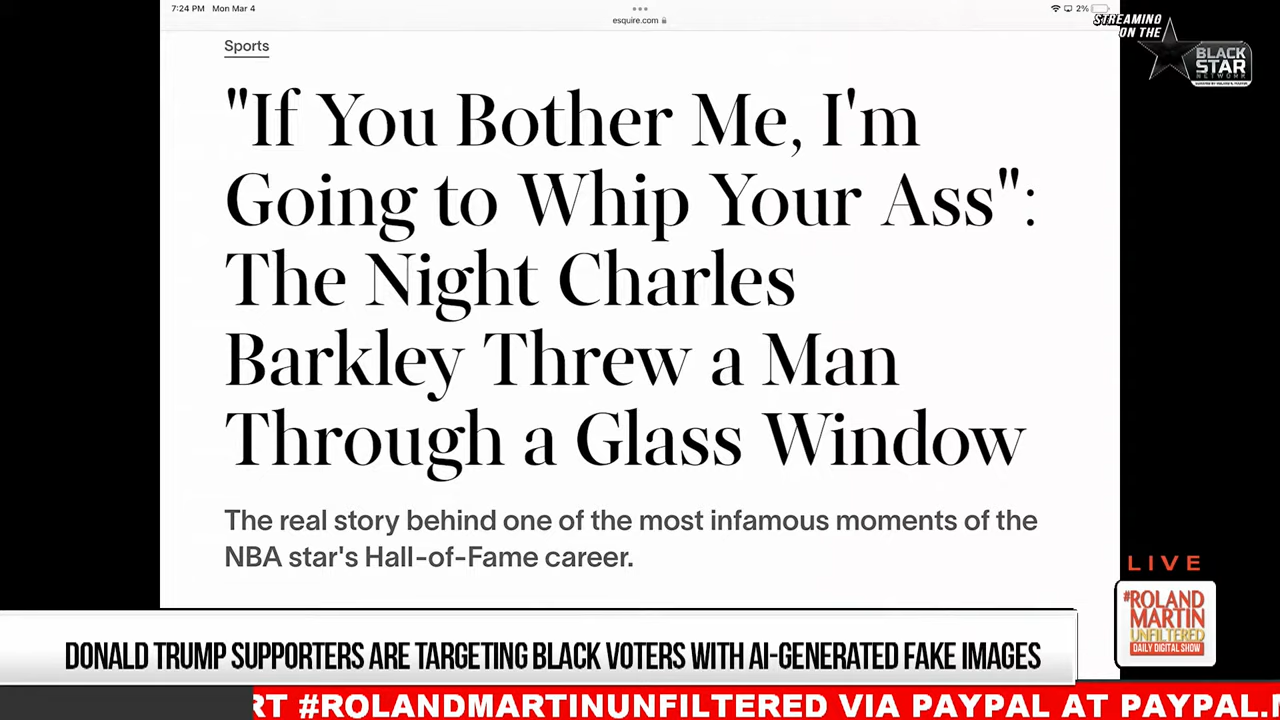 7:24 PM Mon Mar 4
esquire.com
2%
STREAMING
ON THE
BLACK
STAR
NETWORK
Sports
"If You Bother Me, I'm
Going to Whip Your Ass":
The Night Charles
Barkley Threw a Man
Through a Glass Window
The real story behind one of the most infamous moments of the
NBA star's Hall-of-Fame career.
LIVE
#ROLAND
MARTIN
UNFILTERED
DAILY DIGITAL SHOW
DONALD TRUMP SUPPORTERS ARE TARGETING BLACK VOTERS WITH AI-GENERATED FAKE IMAGES
RT #ROLANDMARTINUNFILTERED VIA PAYPAL AT PAYPAL.